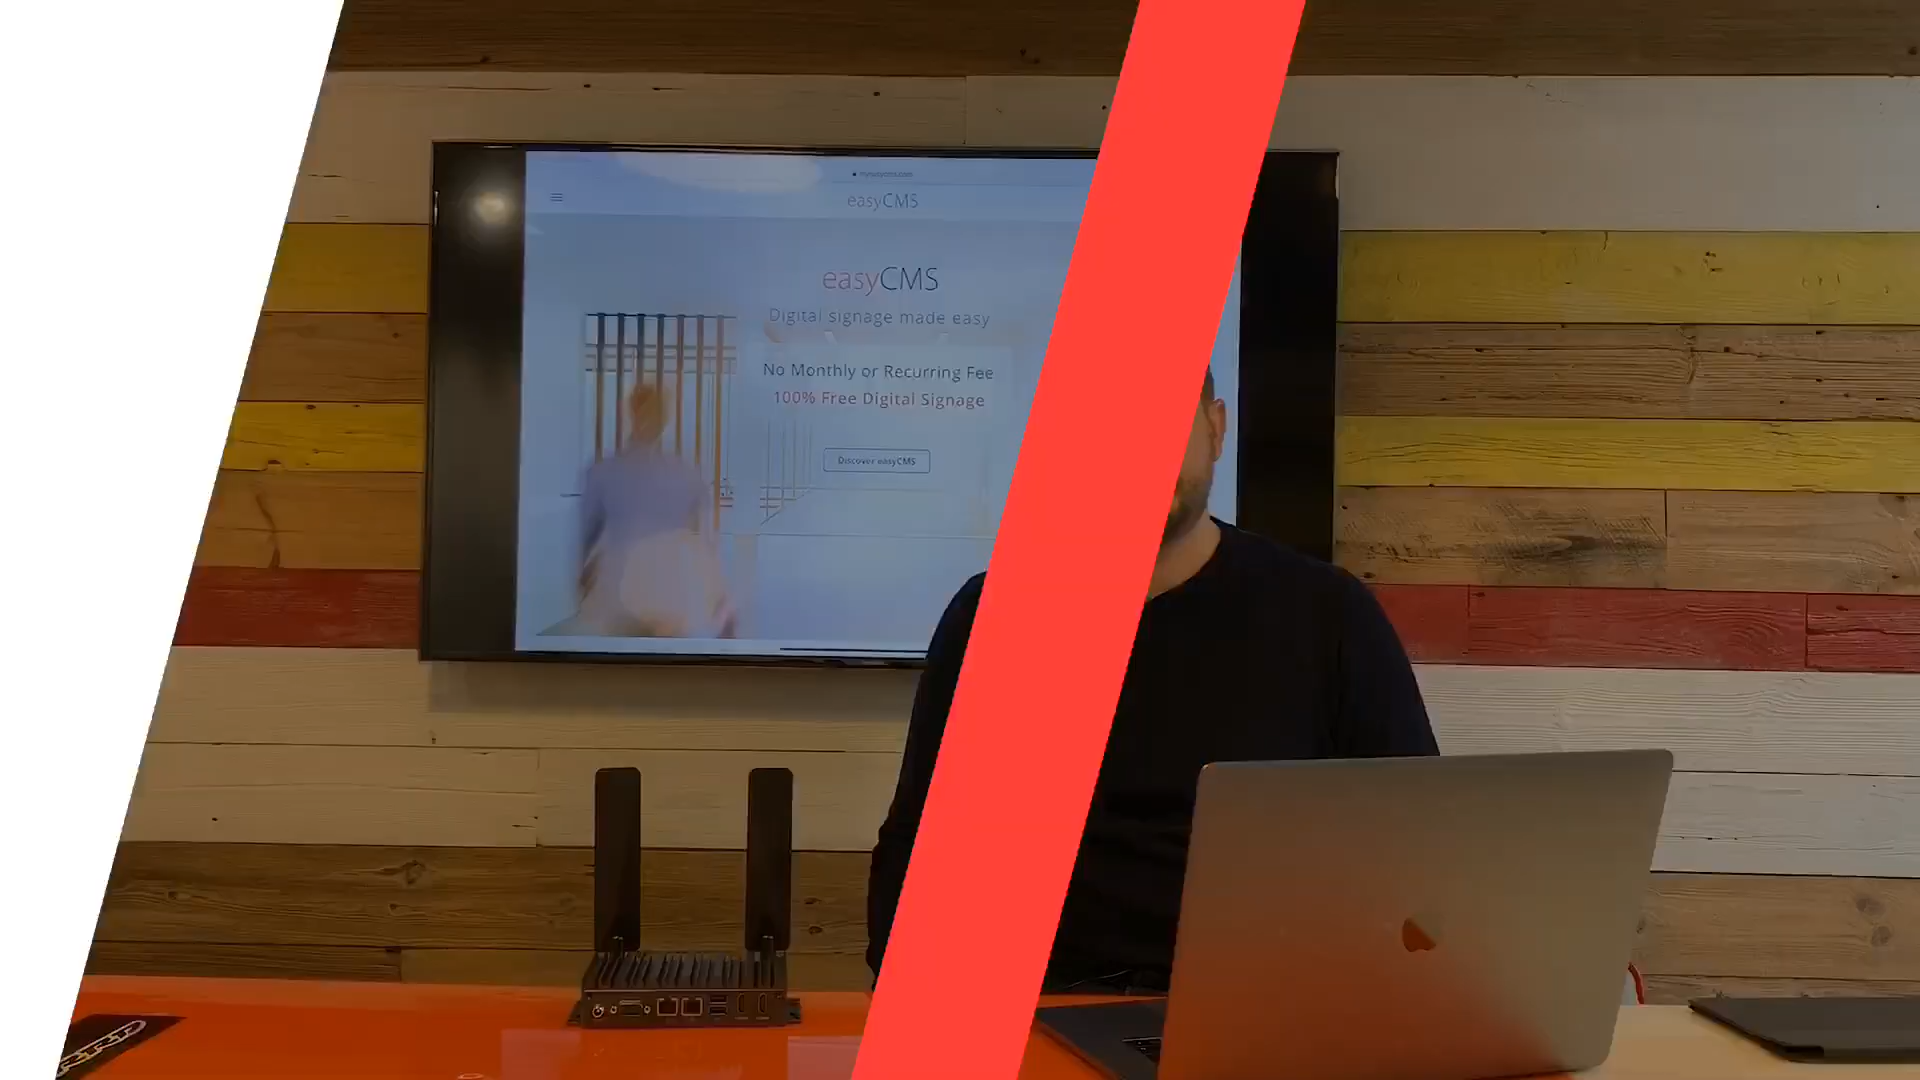 easyCMS
easyCMS
Digital signage made easy
No Monthly or Recurring Fee
100% Free Digital Signage
Discover easyCMS